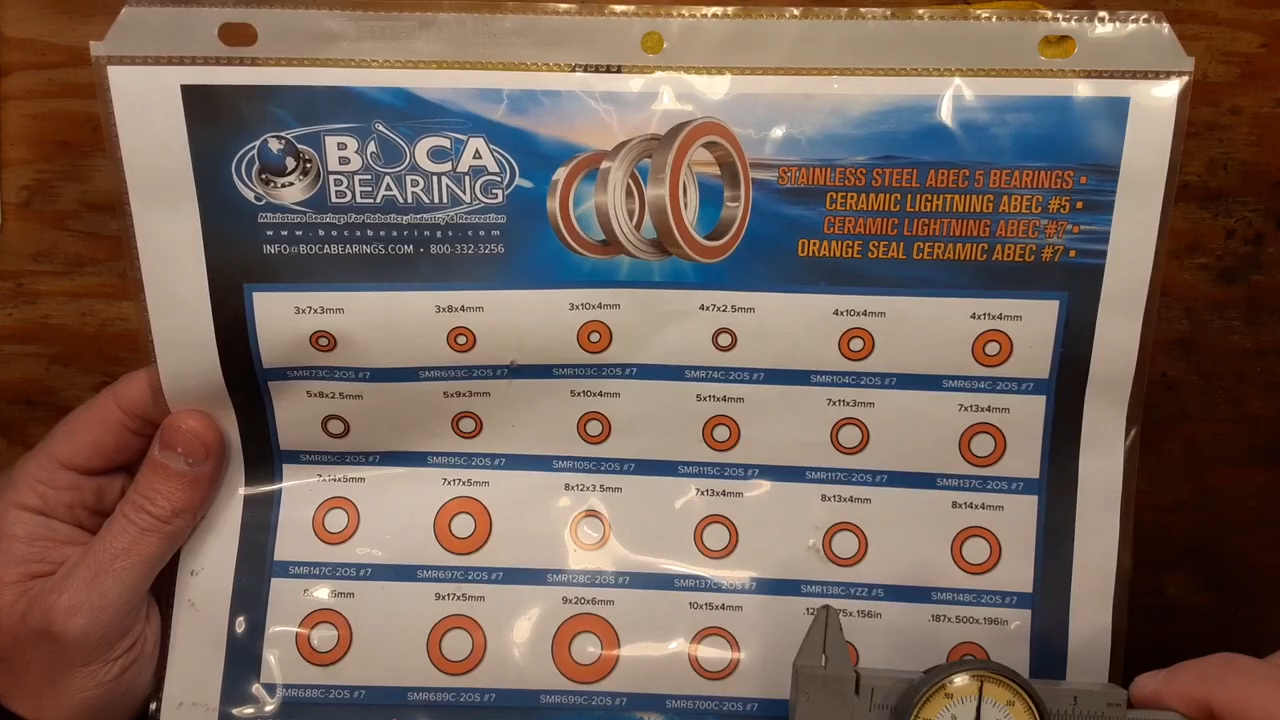 BOCA
BEARING
Miniature Bearings For Robotics, Industry & Recreation
www.bocabearings.com
INFO@BOCABEARINGS.COM • 800-332-3256
STAINLESS STEEL ABEC 5 BEARINGS
CERAMIC LIGHTNING ABEC #5
CERAMIC LIGHTNING ABEC #7
ORANGE SEAL CERAMIC ABEC #7
3x7x3mm 3x8x4mm 3x10x4mm 4x7x2.5mm 4x10x4mm 4x11x4mm
SMR73C-2OS #7 SMR693C-2OS #7 SMR103C-2OS #7 SMR74C-2OS #7 SMR104C-2OS #7 SMR694C-2OS #7
5x8x2.5mm 5x9x3mm 5x10x4mm 5x11x4mm 7x11x3mm 7x13x4mm
SMR85C-2OS #7 SMR95C-2OS #7 SMR105C-2OS #7 SMR115C-2OS #7 SMR117C-2OS #7 SMR137C-2OS #7
7x14x5mm 7x17x5mm 8x12x3.5mm 7x13x4mm 8x13x4mm 8x14x4mm
SMR147C-2OS #7 SMR697C-2OS #7 SMR128C-2OS #7 SMR137C-2OS #7 SMR138C-YZZ #5 SMR148C-2OS #7
9x17x5mm 9x20x6mm 10x15x4mm .187x.500x.196in
SMR688C-2OS #7 SMR689C-2OS #7 SMR699C-2OS #7 SMR6700C-2OS #7
.5 mm
.100 .100